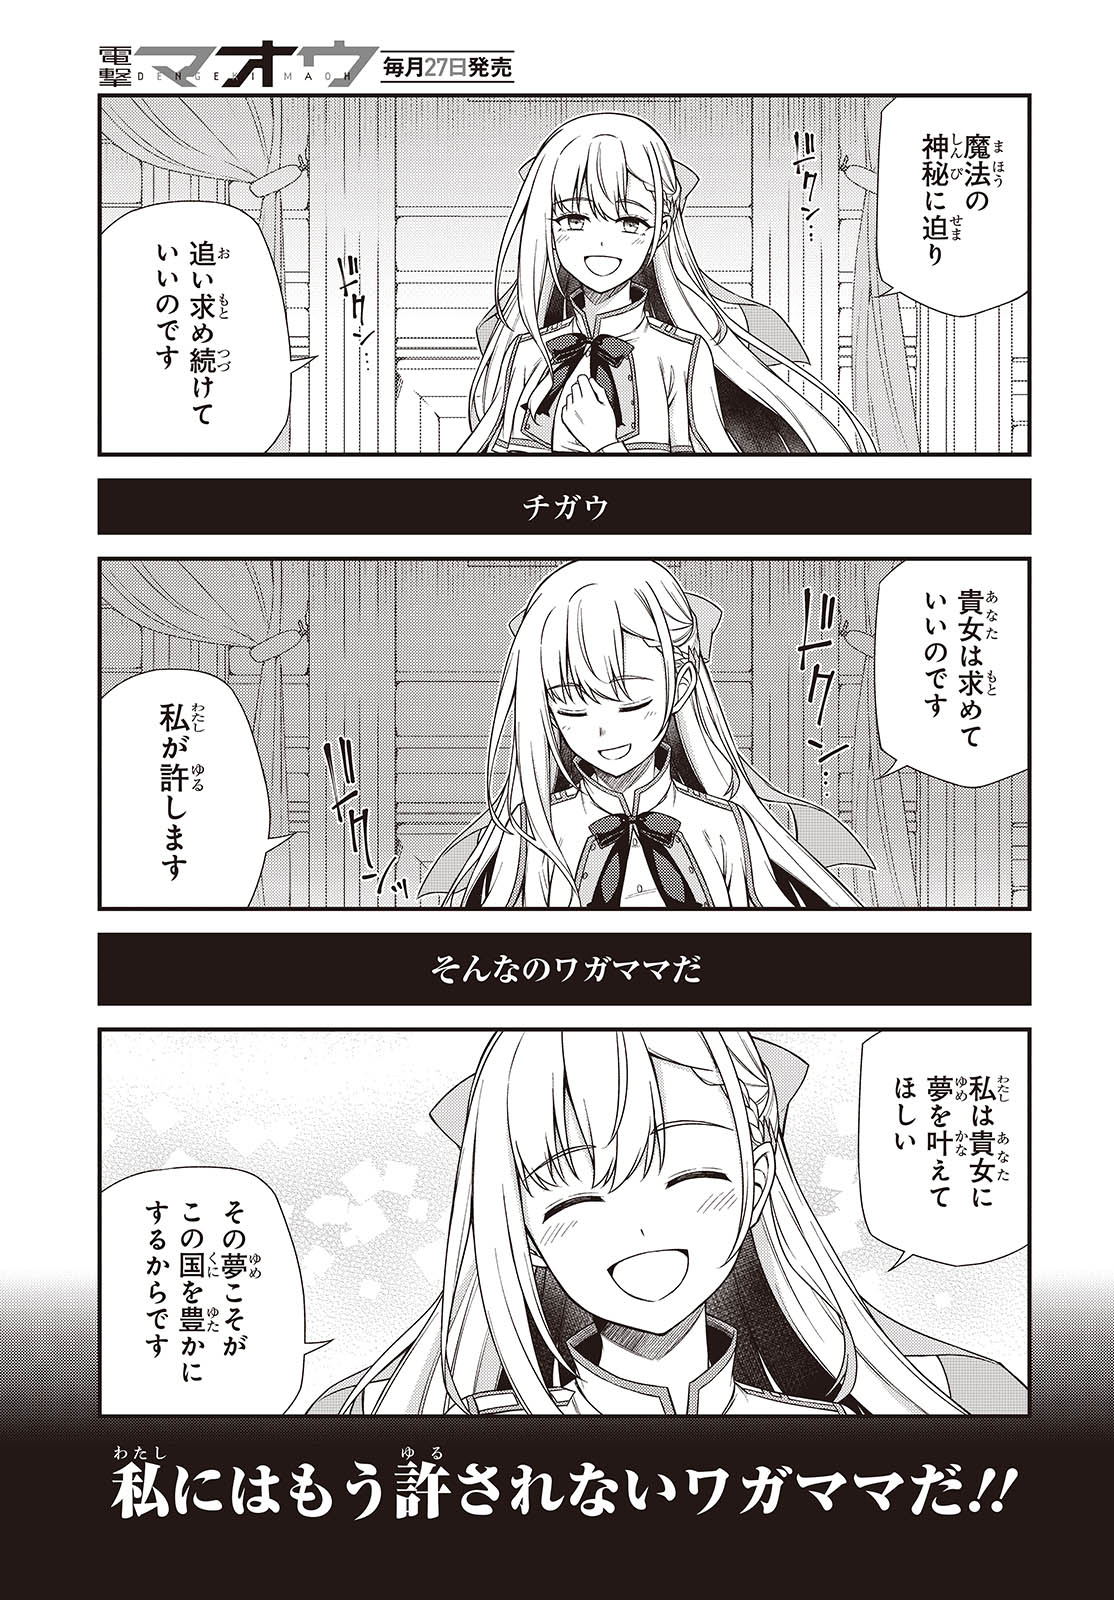 電撃マオウ
DENGEKI MAOH
毎月27日発売
魔法の
神秘に迫り
ドクン…
追い求め続けて
いいのです
ドクン…
チガウ
貴女は求めて
いいのです
ドクン…
私が許します
ドクンッ
そんなのワガママだ
私は貴女に
夢を叶えて
ほしい
その夢こそが
この国を豊かに
するからです
私にはもう許されないワガママだ!!